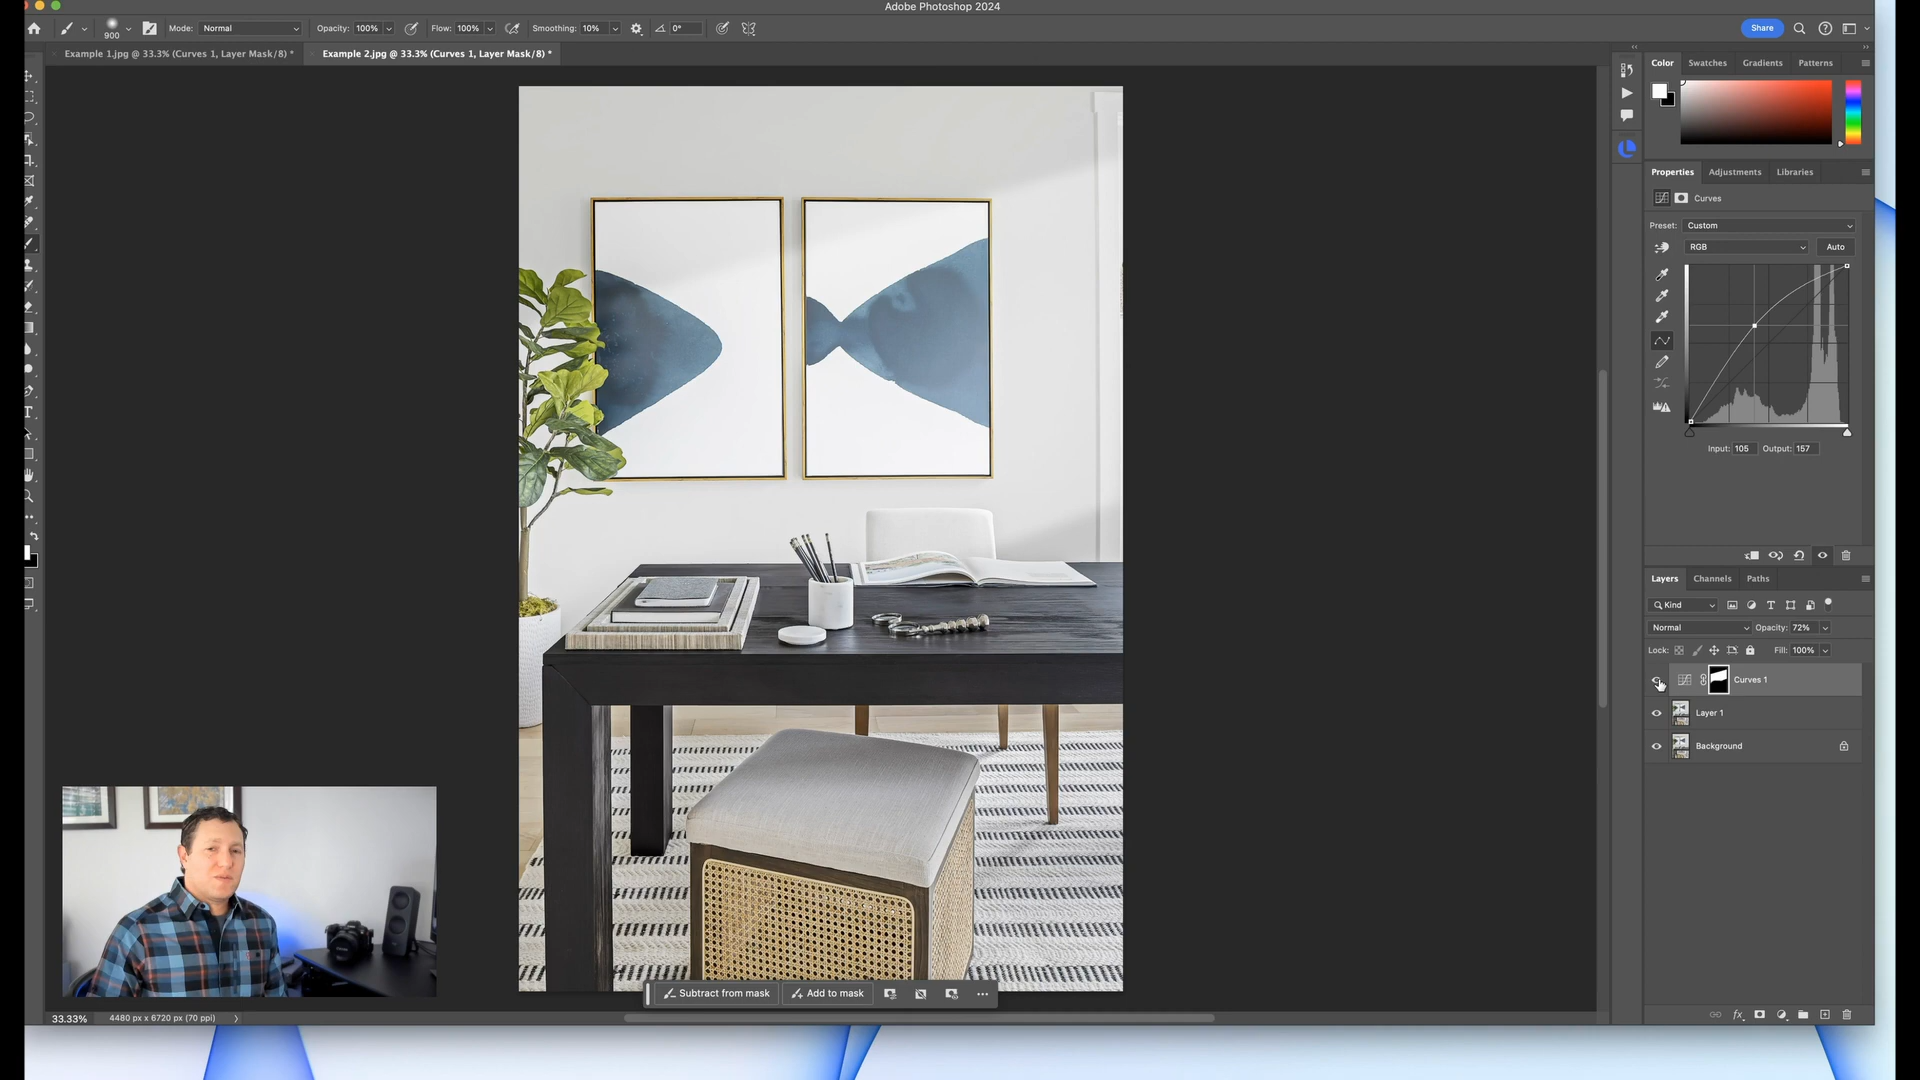 Adobe Photoshop 2024
900 Mode: Normal Opacity: 100% Flow: 100% Smoothing: 10% 0° Share
Example 1.jpg @ 33.3% (Curves 1, Layer Mask/8) * Example 2.jpg @ 33.3% (Curves 1, Layer Mask/8) *
Color Swatches Gradients Patterns
Properties Adjustments Libraries
Curves
Preset: Custom
RGB Auto
Input: 105 Output: 157
Layers Channels Paths
Kind
Normal Opacity: 72%
Lock: Fill: 100%
Curves 1
Layer 1
Background
Subtract from mask Add to mask
33.33% 4480 px x 6720 px (70 ppi)